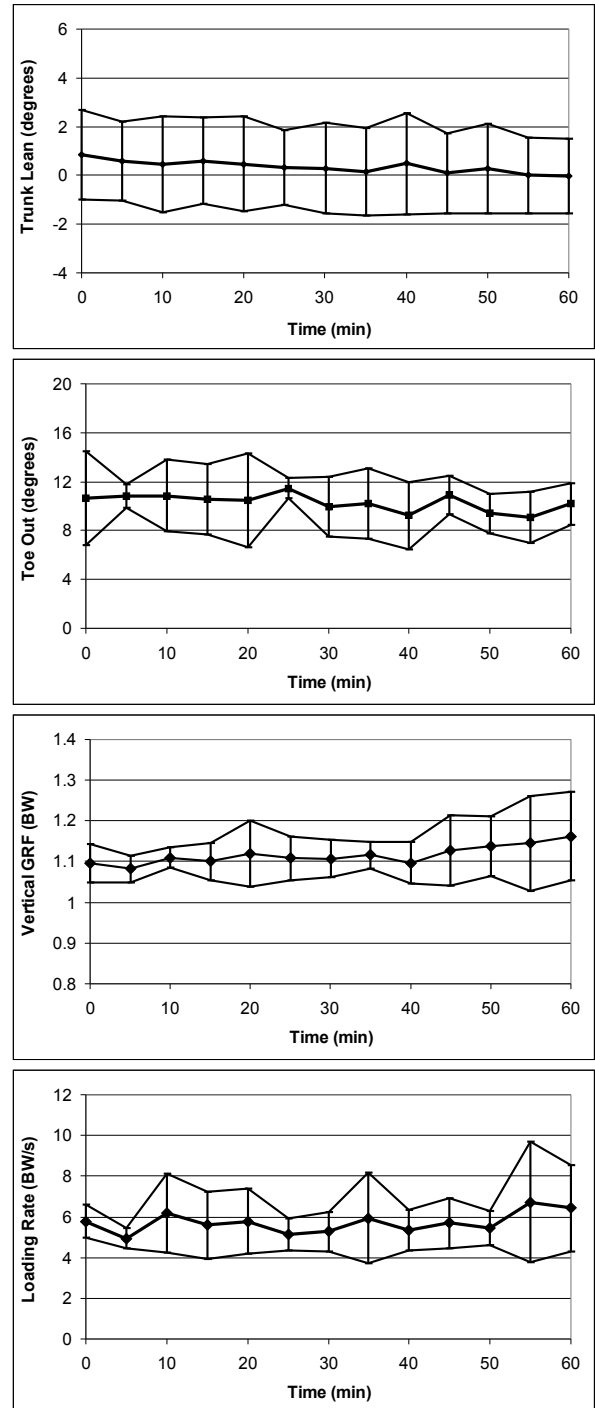 Trunk Lean (degrees)
6
4
2
0
-2
-4
0 10 20 30 40 50 60
Time (min)
Toe Out (degrees)
20
16
12
8
4
0
0 10 20 30 40 50 60
Time (min)
Vertical GRF (BW)
1.4
1.3
1.2
1.1
1
0.9
0.8
0 10 20 30 40 50 60
Time (min)
Loading Rate (BW/s)
12
10
8
6
4
2
0
0 10 20 30 40 50 60
Time (min)